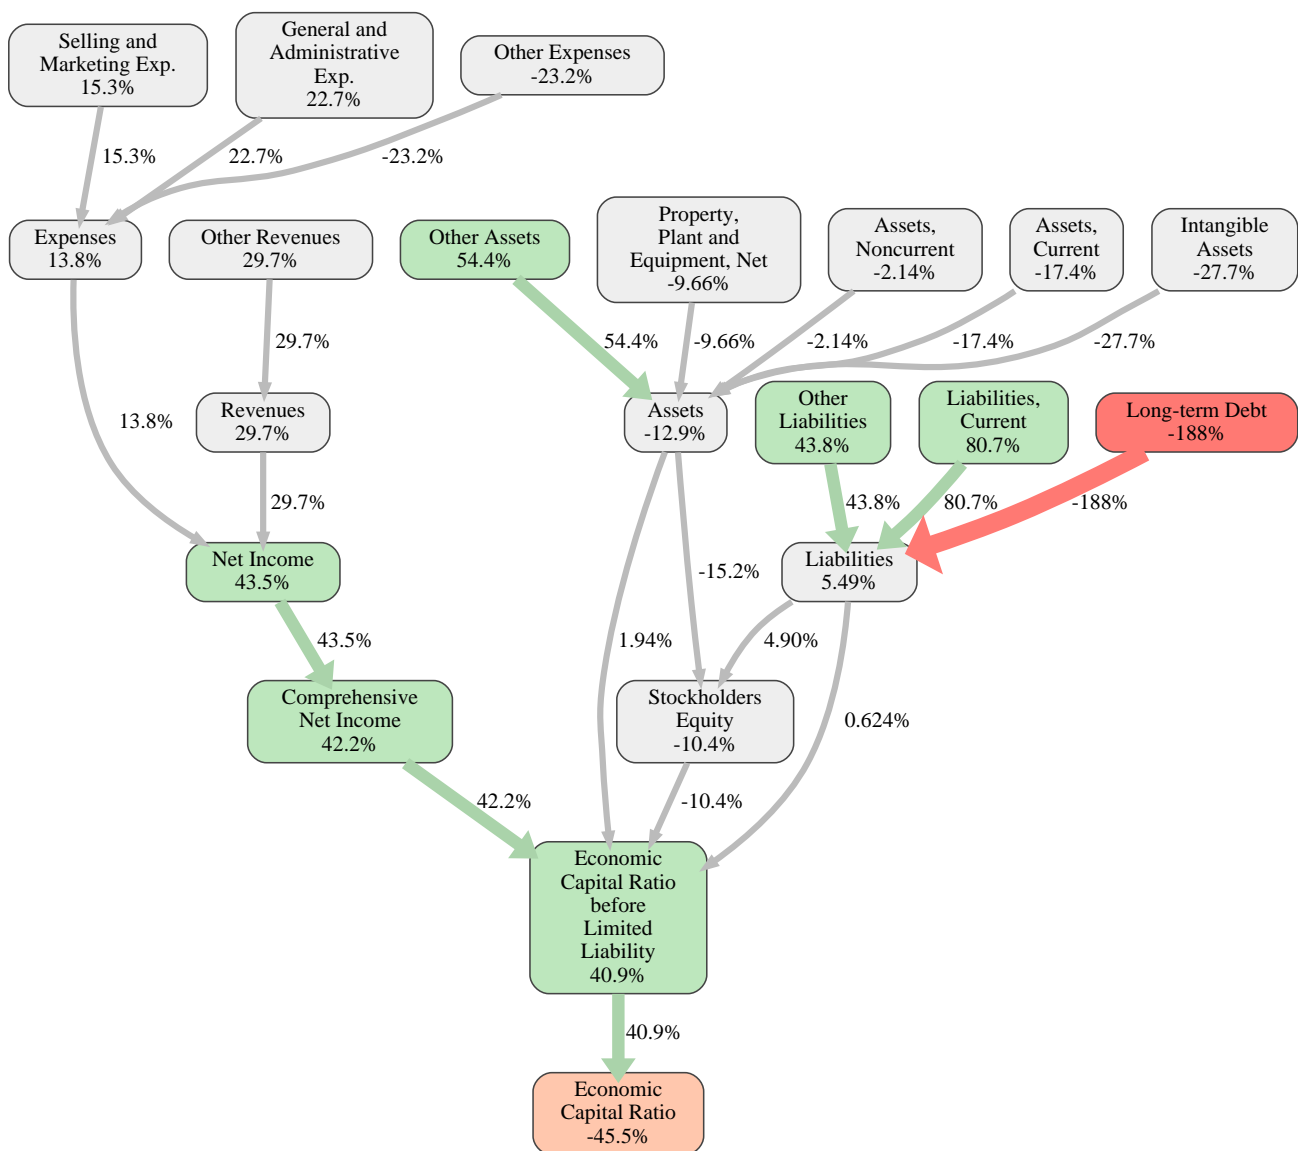 Selling and
Marketing Exp.
15.3%
General and
Administrative
Exp.
22.7%
Other Expenses
-23.2%
15.3%
22.7%
-23.2%
Expenses
13.8%
Other Revenues
29.7%
Other Assets
54.4%
Property,
Plant and
Equipment, Net
-9.66%
Assets,
Noncurrent
-2.14%
Assets,
Current
-17.4%
Intangible
Assets
-27.7%
29.7%
54.4%
-9.66%
-2.14%
-17.4%
-27.7%
13.8%
Revenues
29.7%
Assets
-12.9%
Other
Liabilities
43.8%
Liabilities,
Current
80.7%
Long-term Debt
-188%
29.7%
43.8%
80.7%
-188%
Net Income
43.5%
Liabilities
5.49%
-15.2%
43.5%
1.94%
4.90%
Comprehensive
Net Income
42.2%
Stockholders
Equity
-10.4%
0.624%
42.2%
-10.4%
Economic
Capital Ratio
before
Limited
Liability
40.9%
40.9%
Economic
Capital Ratio
-45.5%